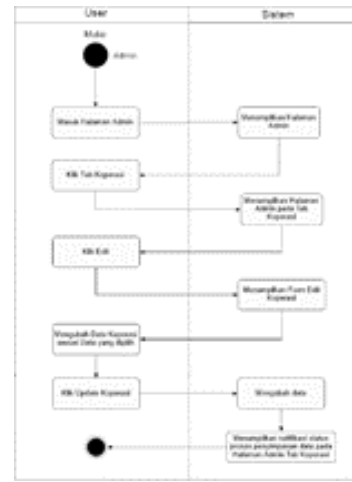 User
Sistem
Mulai
Admin
Masuk Halaman Admin
Menampilkan Halaman
Admin
Klik Tab Koperasi
Menampilkan Halaman
Admin pada Tab
Koperasi
Klik Edit
Menampilkan Form Edit
Koperasi
Mengubah Data Koperasi
sesuai Data yang dipilih
Klik Update Koperasi
Mengubah data
Menampilkan notifikasi status
proses penyimpanan data pada
Halaman Admin Tab Koperasi